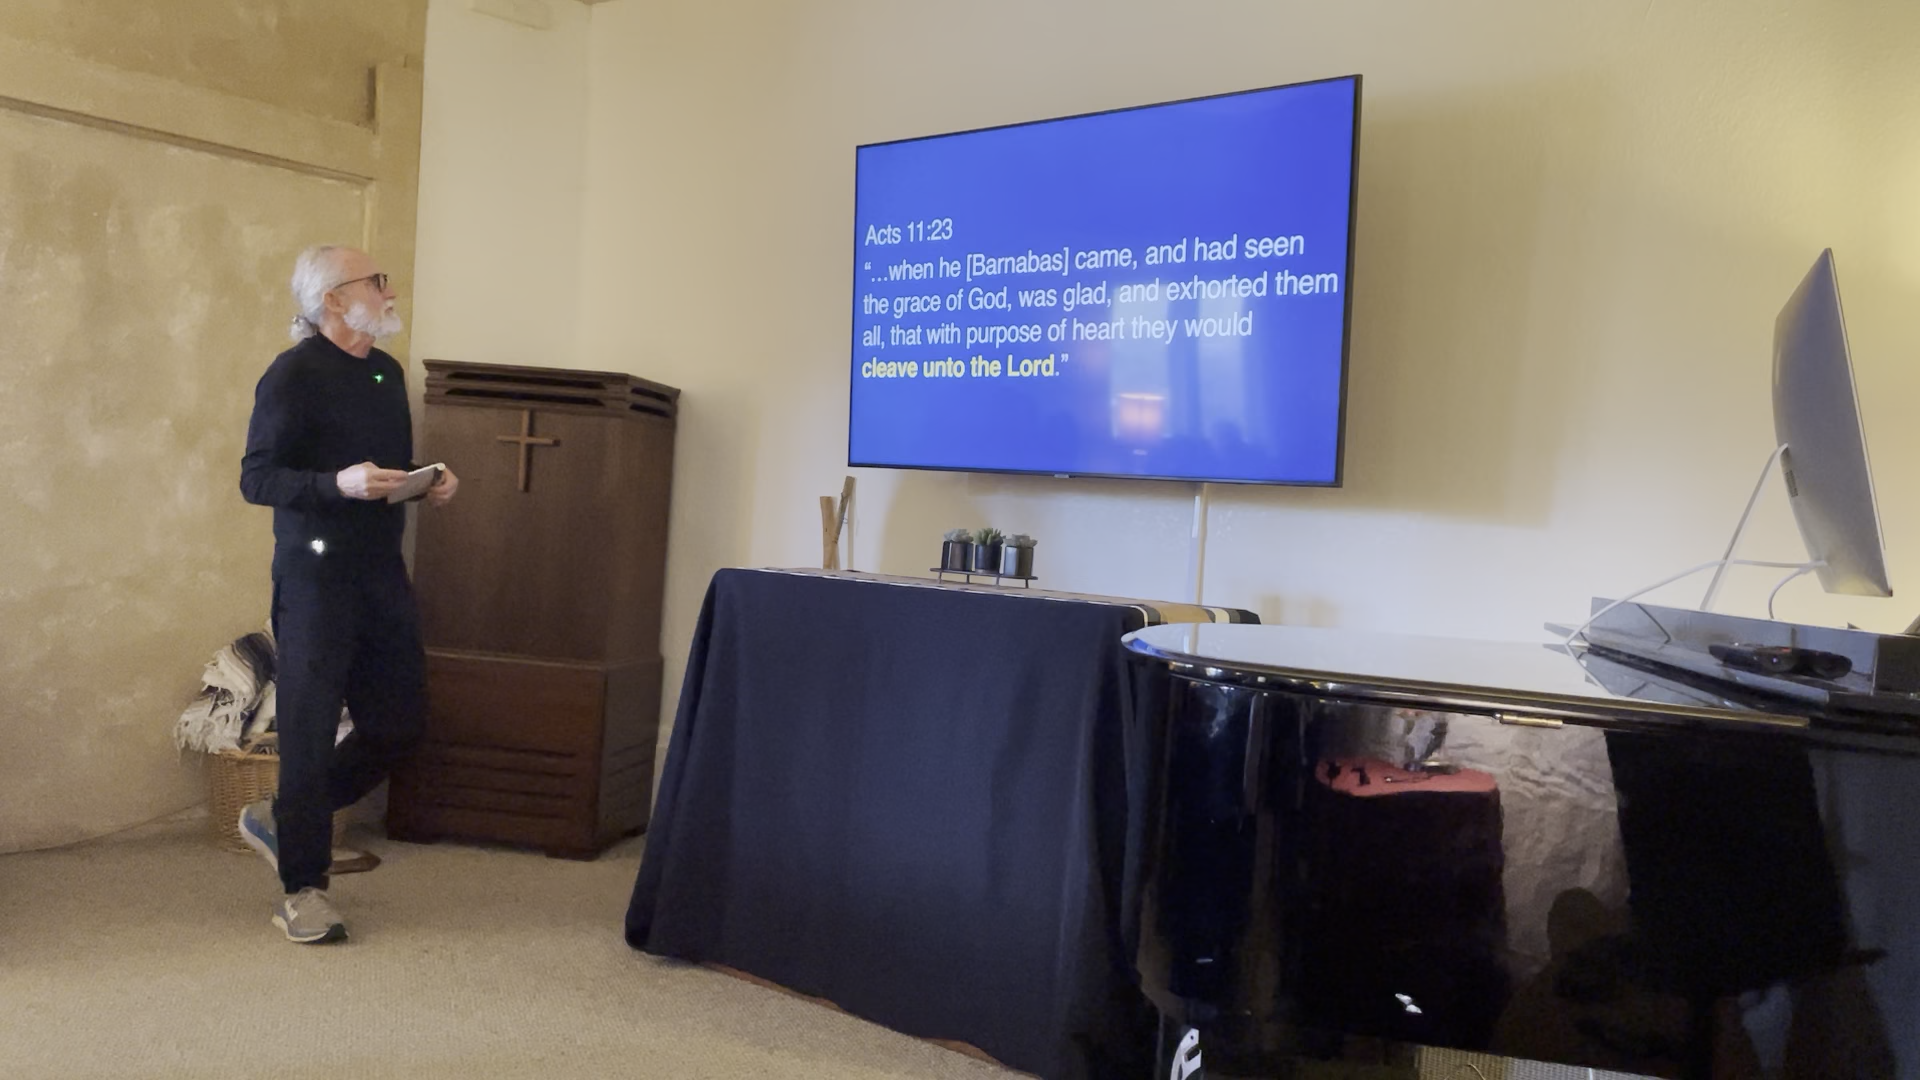 Acts 11:23
“...when he [Barnabas] came, and had seen
the grace of God, was glad, and exhorted them
all, that with purpose of heart they would
cleave unto the Lord.”